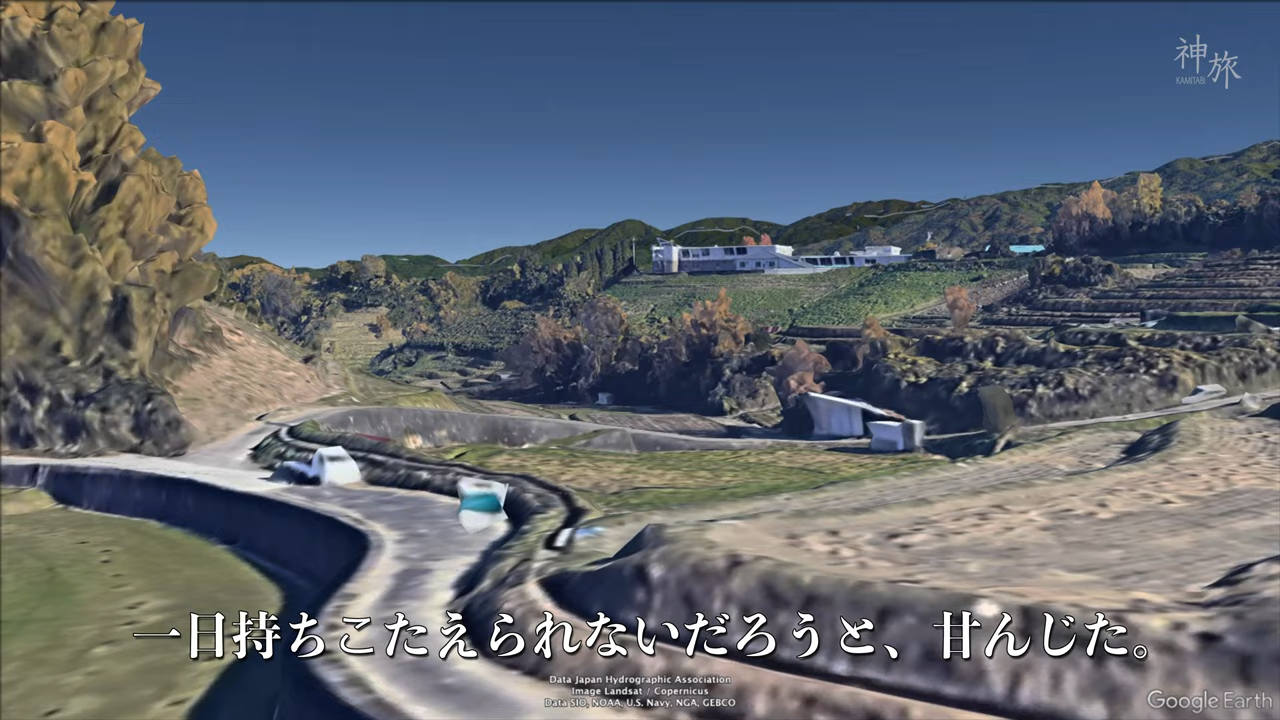 神旅
KAMITABI
一日持ちこたえられないだろうと、甘んじた。
Data Japan Hydrographic Association
Image Landsat / Copernicus
Data SIO, NOAA, U.S. Navy, NGA, GEBCO
Google Earth